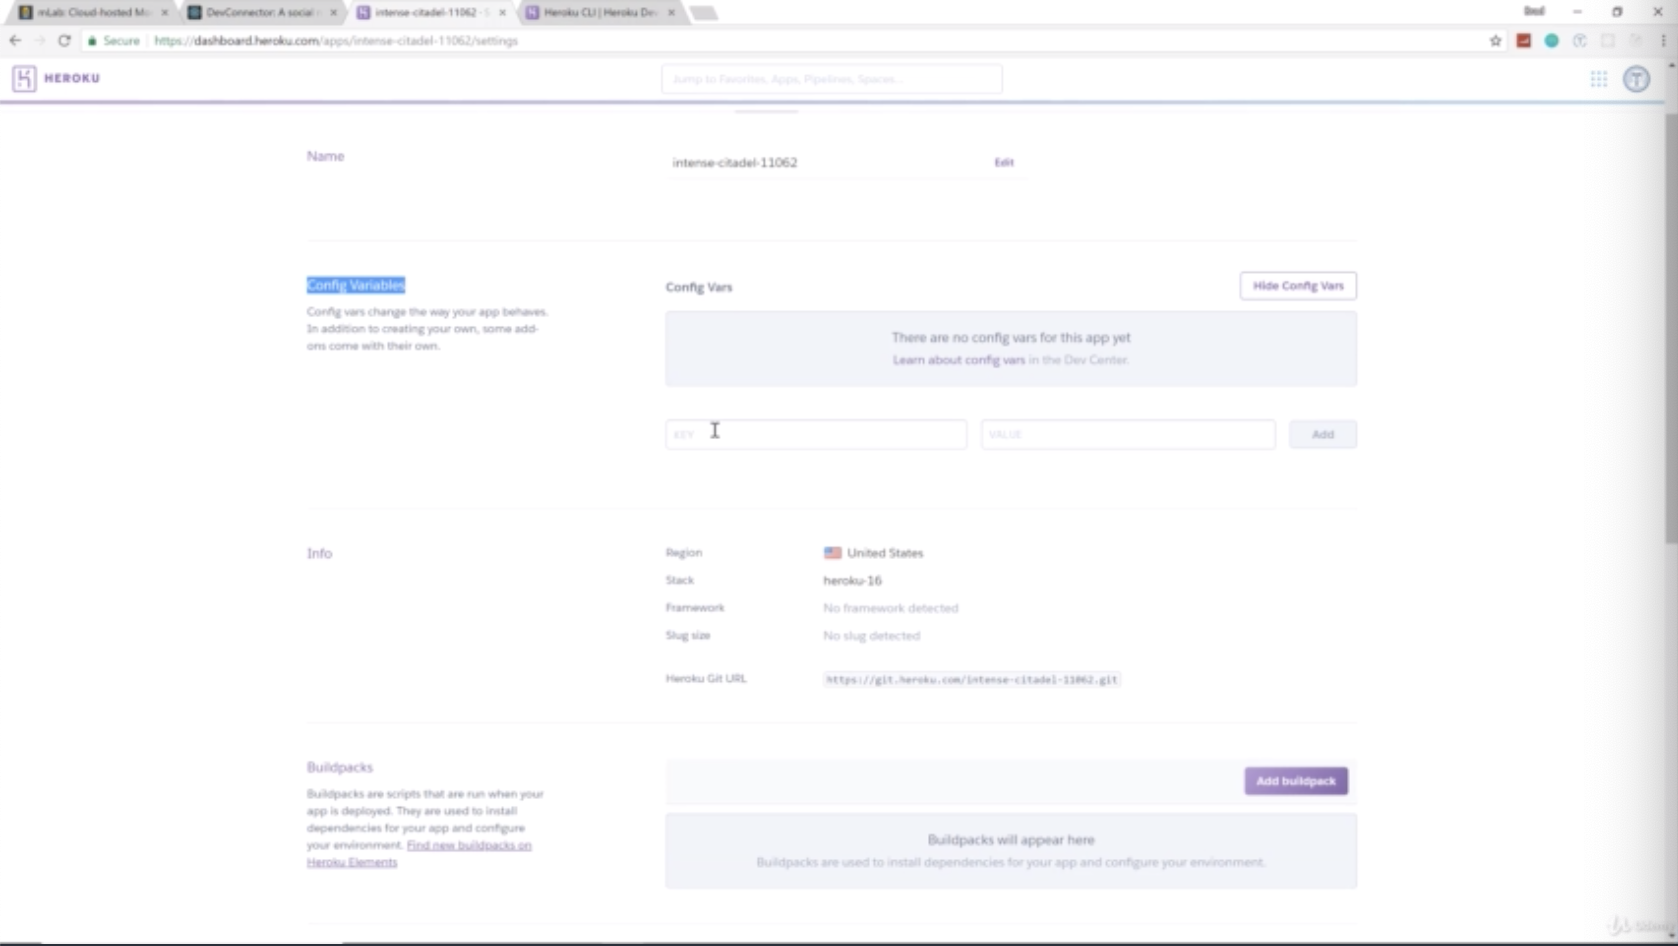 mLab: Cloud-hosted Mo
DevConnector: A social n
intense-citadel-11062 · S
Heroku CLI | Heroku Dev
Secure
https://dashboard.heroku.com/apps/intense-citadel-11062/settings
HEROKU
Jump to Favorites, Apps, Pipelines, Spaces...
Name
intense-citadel-11062
Edit
Config Variables
Config Vars
Hide Config Vars
Config vars change the way your app behaves.
In addition to creating your own, some add-
ons come with their own.
There are no config vars for this app yet
Learn about config vars in the Dev Center.
KEY
VALUE
Add
Info
Region
United States
Stack
heroku-16
Framework
No framework detected
Slug size
No slug detected
Heroku Git URL
https://git.heroku.com/intense-citadel-11062.git
Buildpacks
Add buildpack
Buildpacks are scripts that are run when your
app is deployed. They are used to install
dependencies for your app and configure
your environment. Find new buildpacks on
Heroku Elements
Buildpacks will appear here
Buildpacks are used to install dependencies for your app and configure your environment.